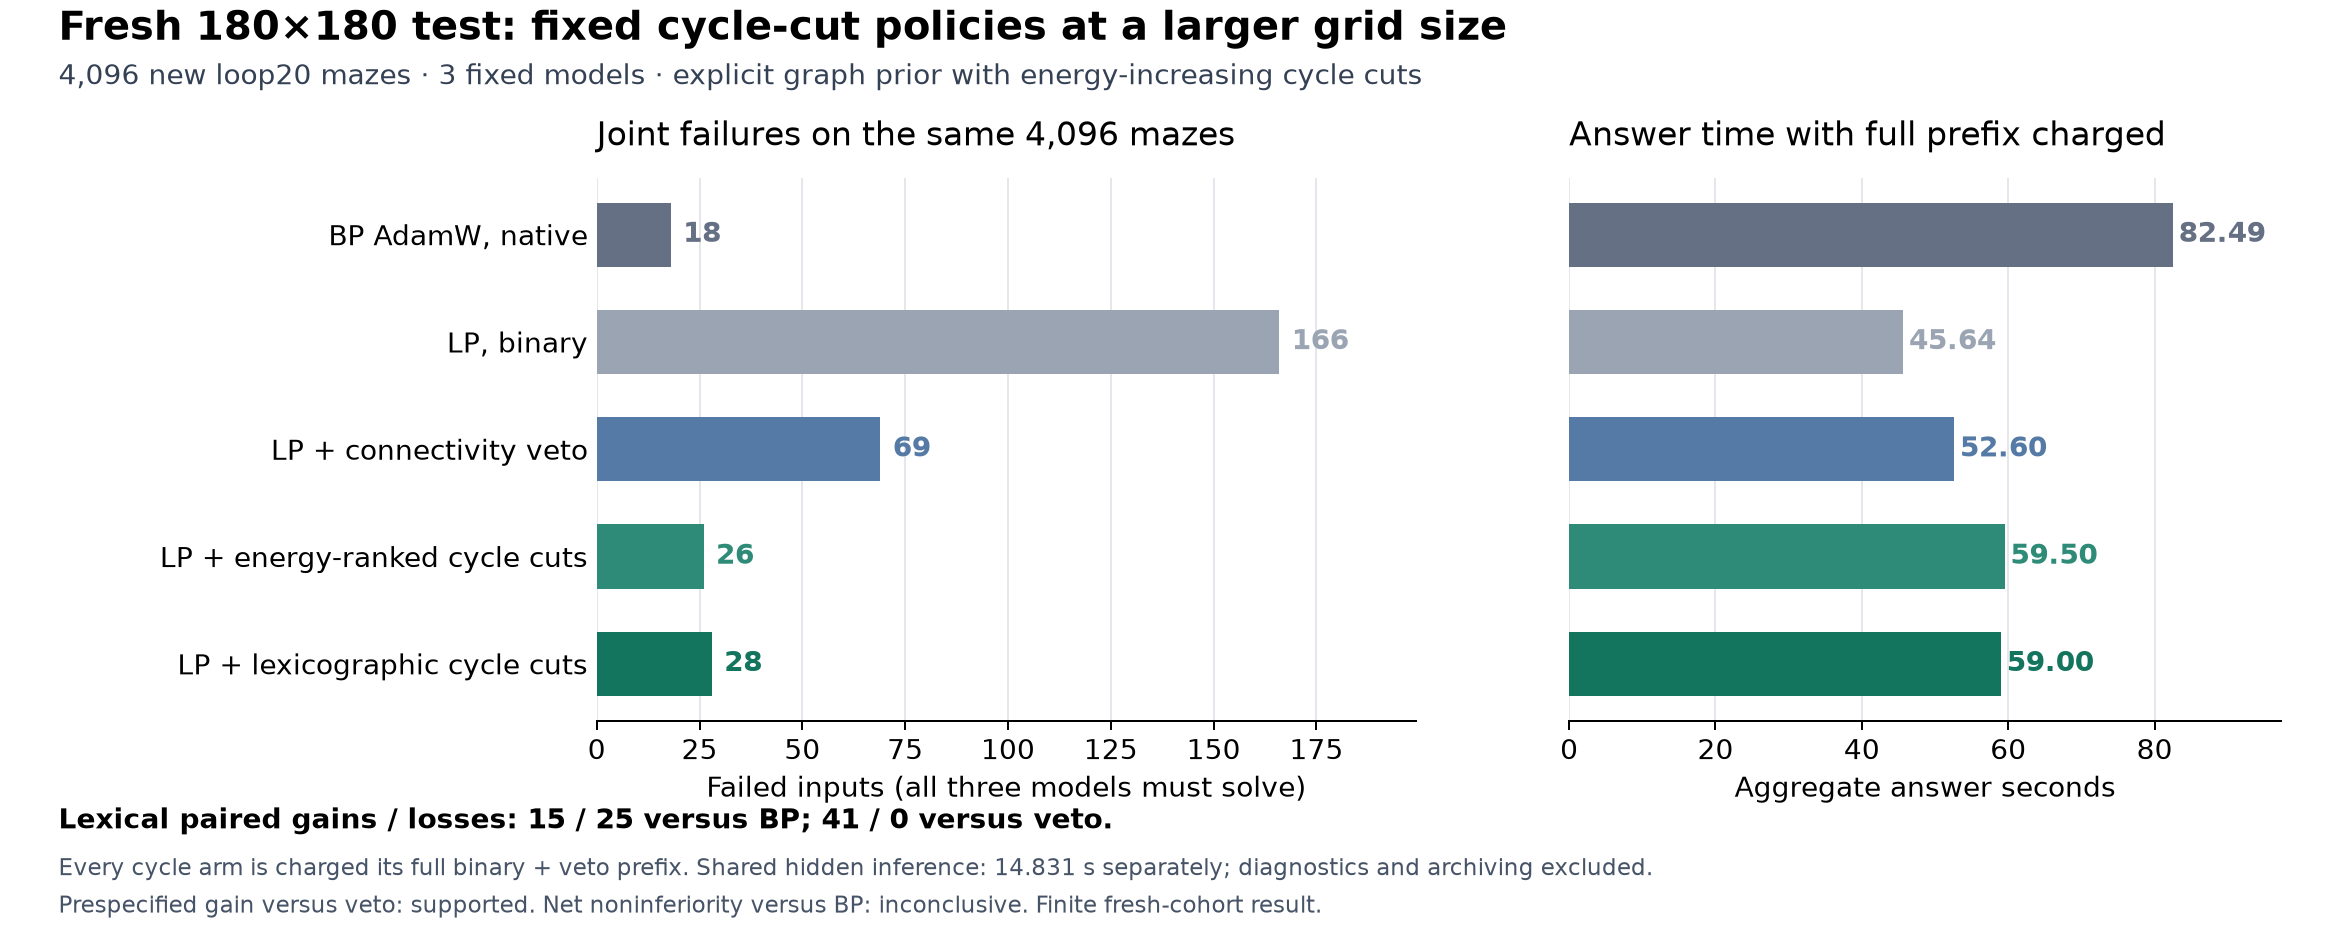 Fresh 180×180 test: fixed cycle-cut policies at a larger grid size
4,096 new loop20 mazes · 3 fixed models · explicit graph prior with energy-increasing cycle cuts
Joint failures on the same 4,096 mazes
BP AdamW, native
18
LP, binary
166
LP + connectivity veto
69
LP + energy-ranked cycle cuts
26
LP + lexicographic cycle cuts
28
0 25 50 75 100 125 150 175
Failed inputs (all three models must solve)
Answer time with full prefix charged
82.49
45.64
52.60
59.50
59.00
0 20 40 60 80
Aggregate answer seconds
Lexical paired gains / losses: 15 / 25 versus BP; 41 / 0 versus veto.
Every cycle arm is charged its full binary + veto prefix. Shared hidden inference: 14.831 s separately; diagnostics and archiving excluded.
Prespecified gain versus veto: supported. Net noninferiority versus BP: inconclusive. Finite fresh-cohort result.